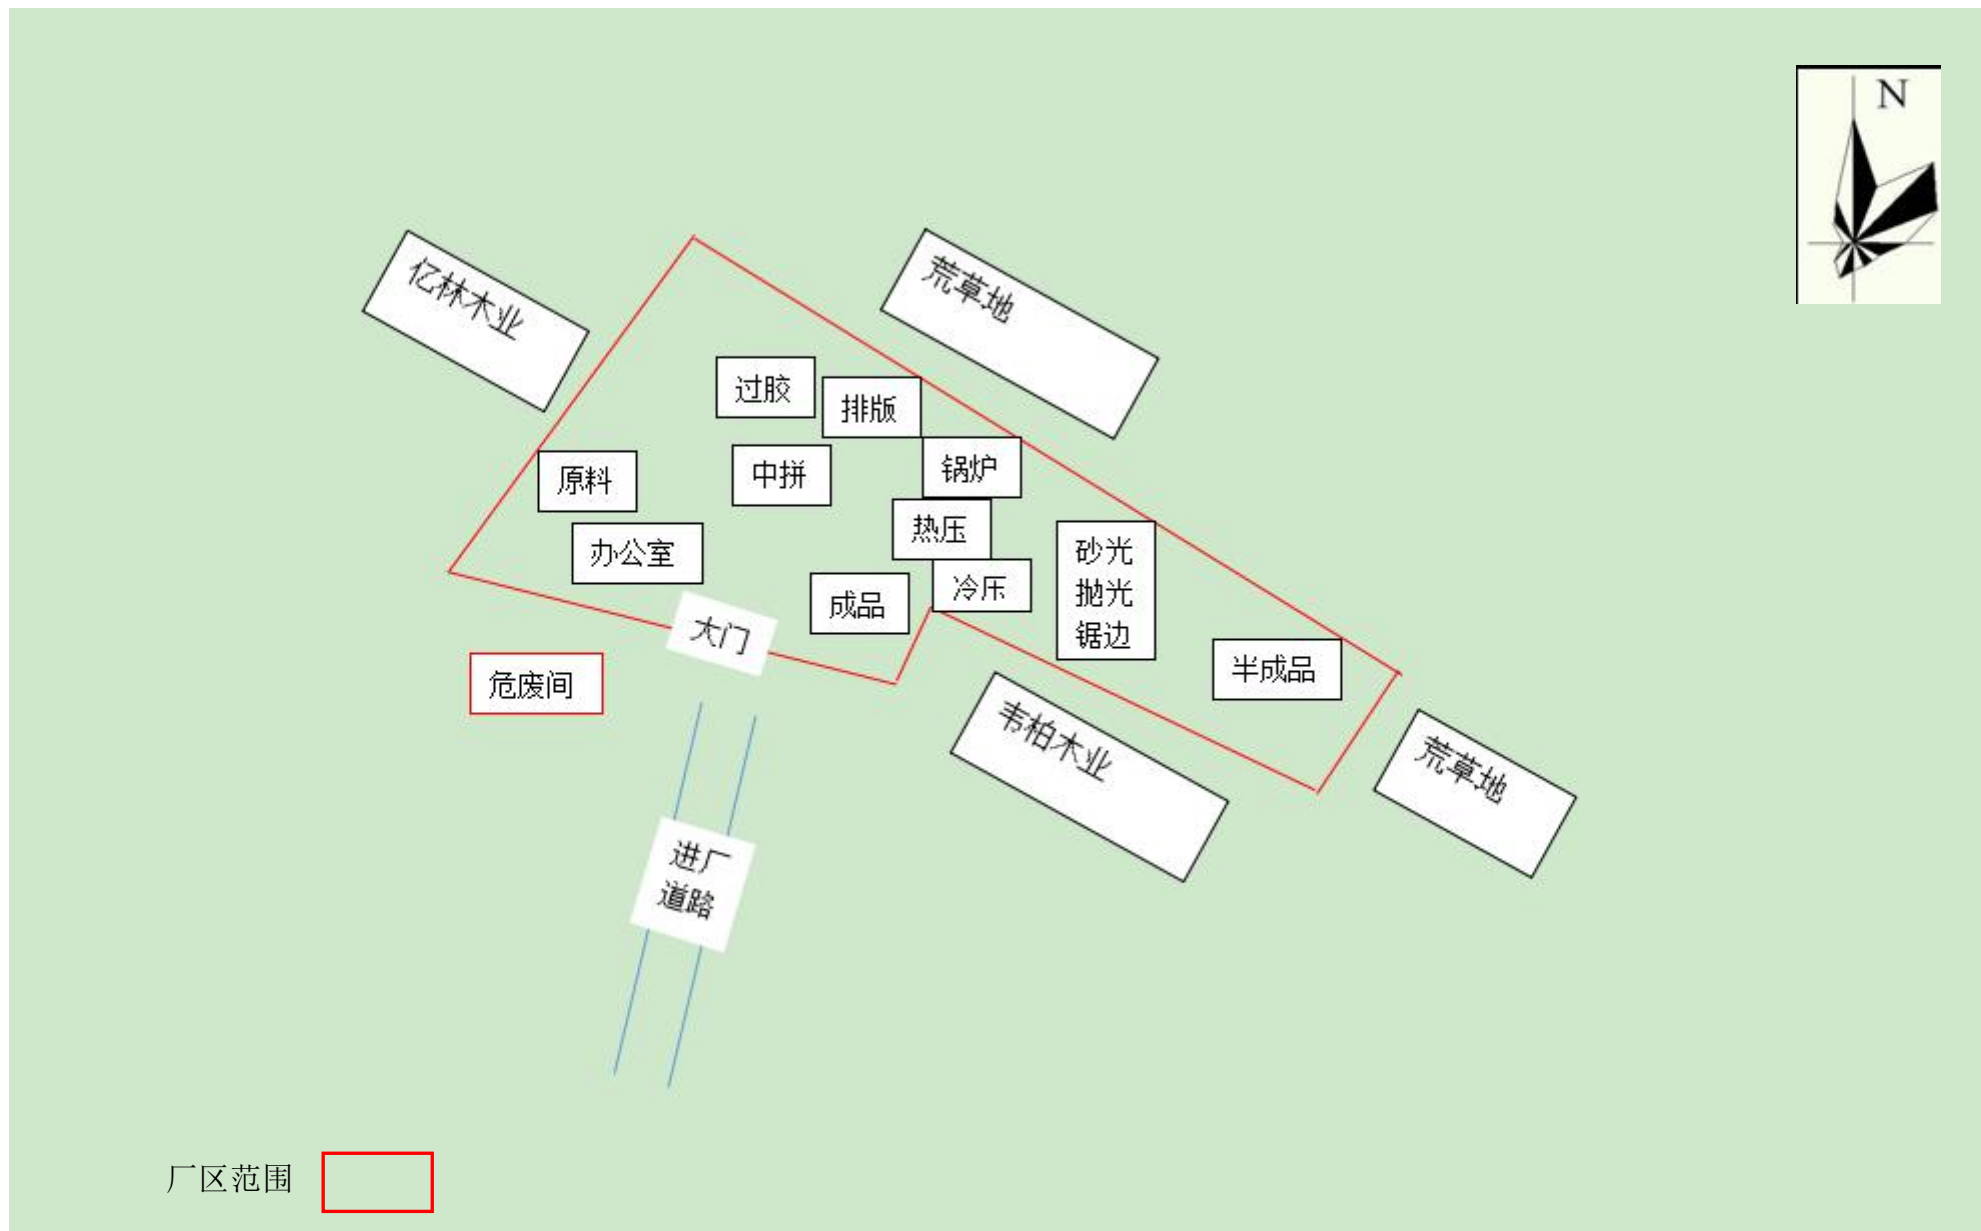 N
亿林木业
荒草地
过胶
排版
锅炉
中拼
原料
热压
办公室
砂光
抛光
锯边
冷压
成品
大门
半成品
危废间
韦柏木业
荒草地
进厂
道路
厂区范围